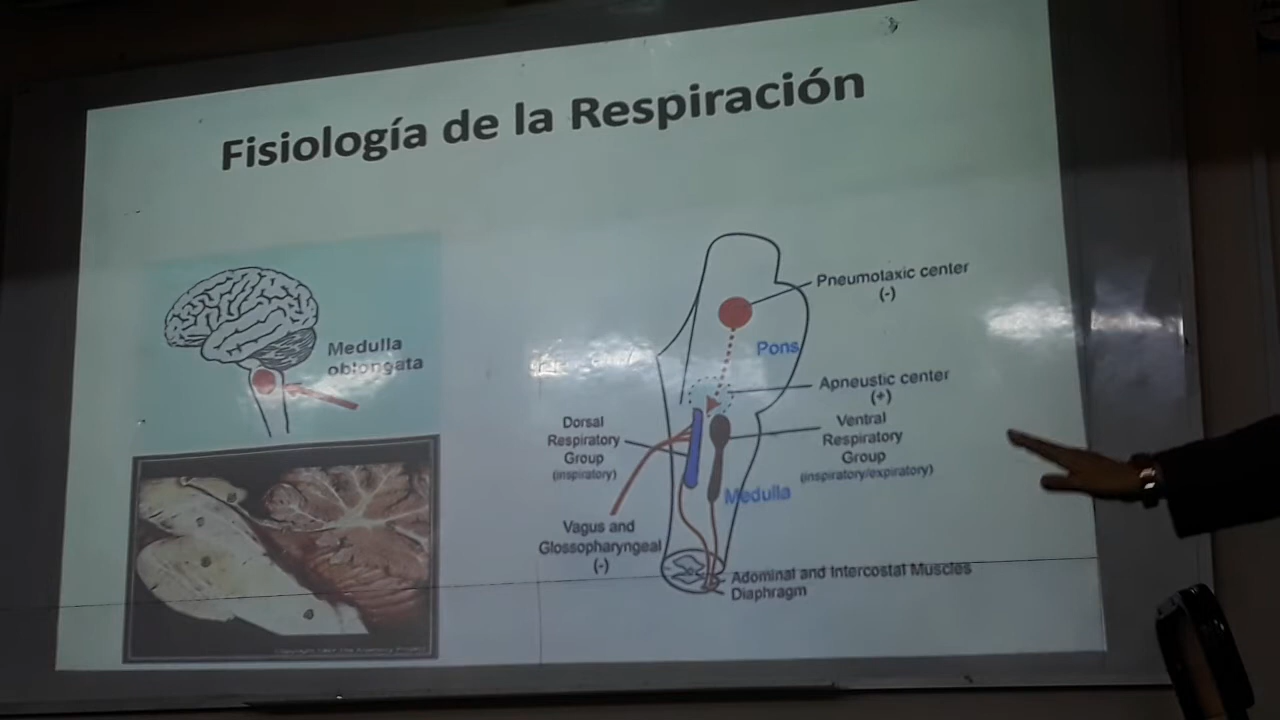 Fisiología de la Respiración
Medulla
oblongata
Pneumotaxic center
(-)
Pons
Apneustic center
(+)
Dorsal
Respiratory
Group
(inspiratory)
Ventral
Respiratory
Group
(inspiratory/expiratory)
Medulla
Vagus and
Glossopharyngeal
(-)
Adominal and Intercostal Muscles
Diaphragm